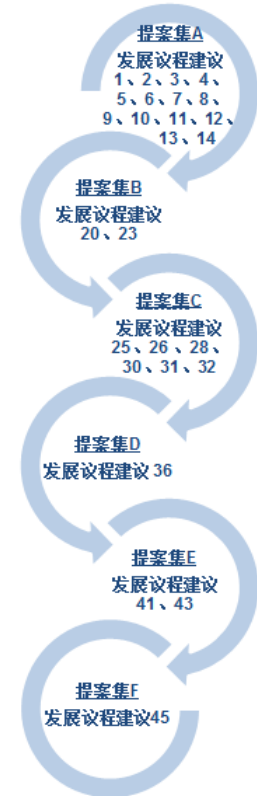 提案集A
发展议程建议
1、2、3、4、
5、6、7、8、
9、10、11、12、
13、14
提案集B
发展议程建议
20、23
提案集C
发展议程建议
25、26 、28、
30、31、32
提案集D
发展议程建议 36
提案集E
发展议程建议
41、43
提案集F
发展议程建议45